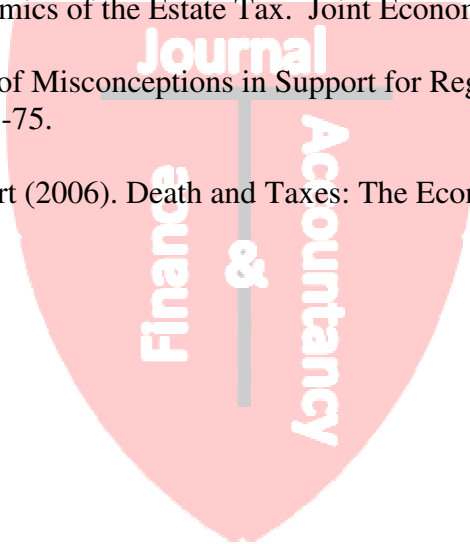 mics of the Estate Tax. Joint Econom
Journal
of Misconceptions in Support for Reg
-75.
rt (2006). Death and Taxes: The Econ
Finance
&
Accountancy